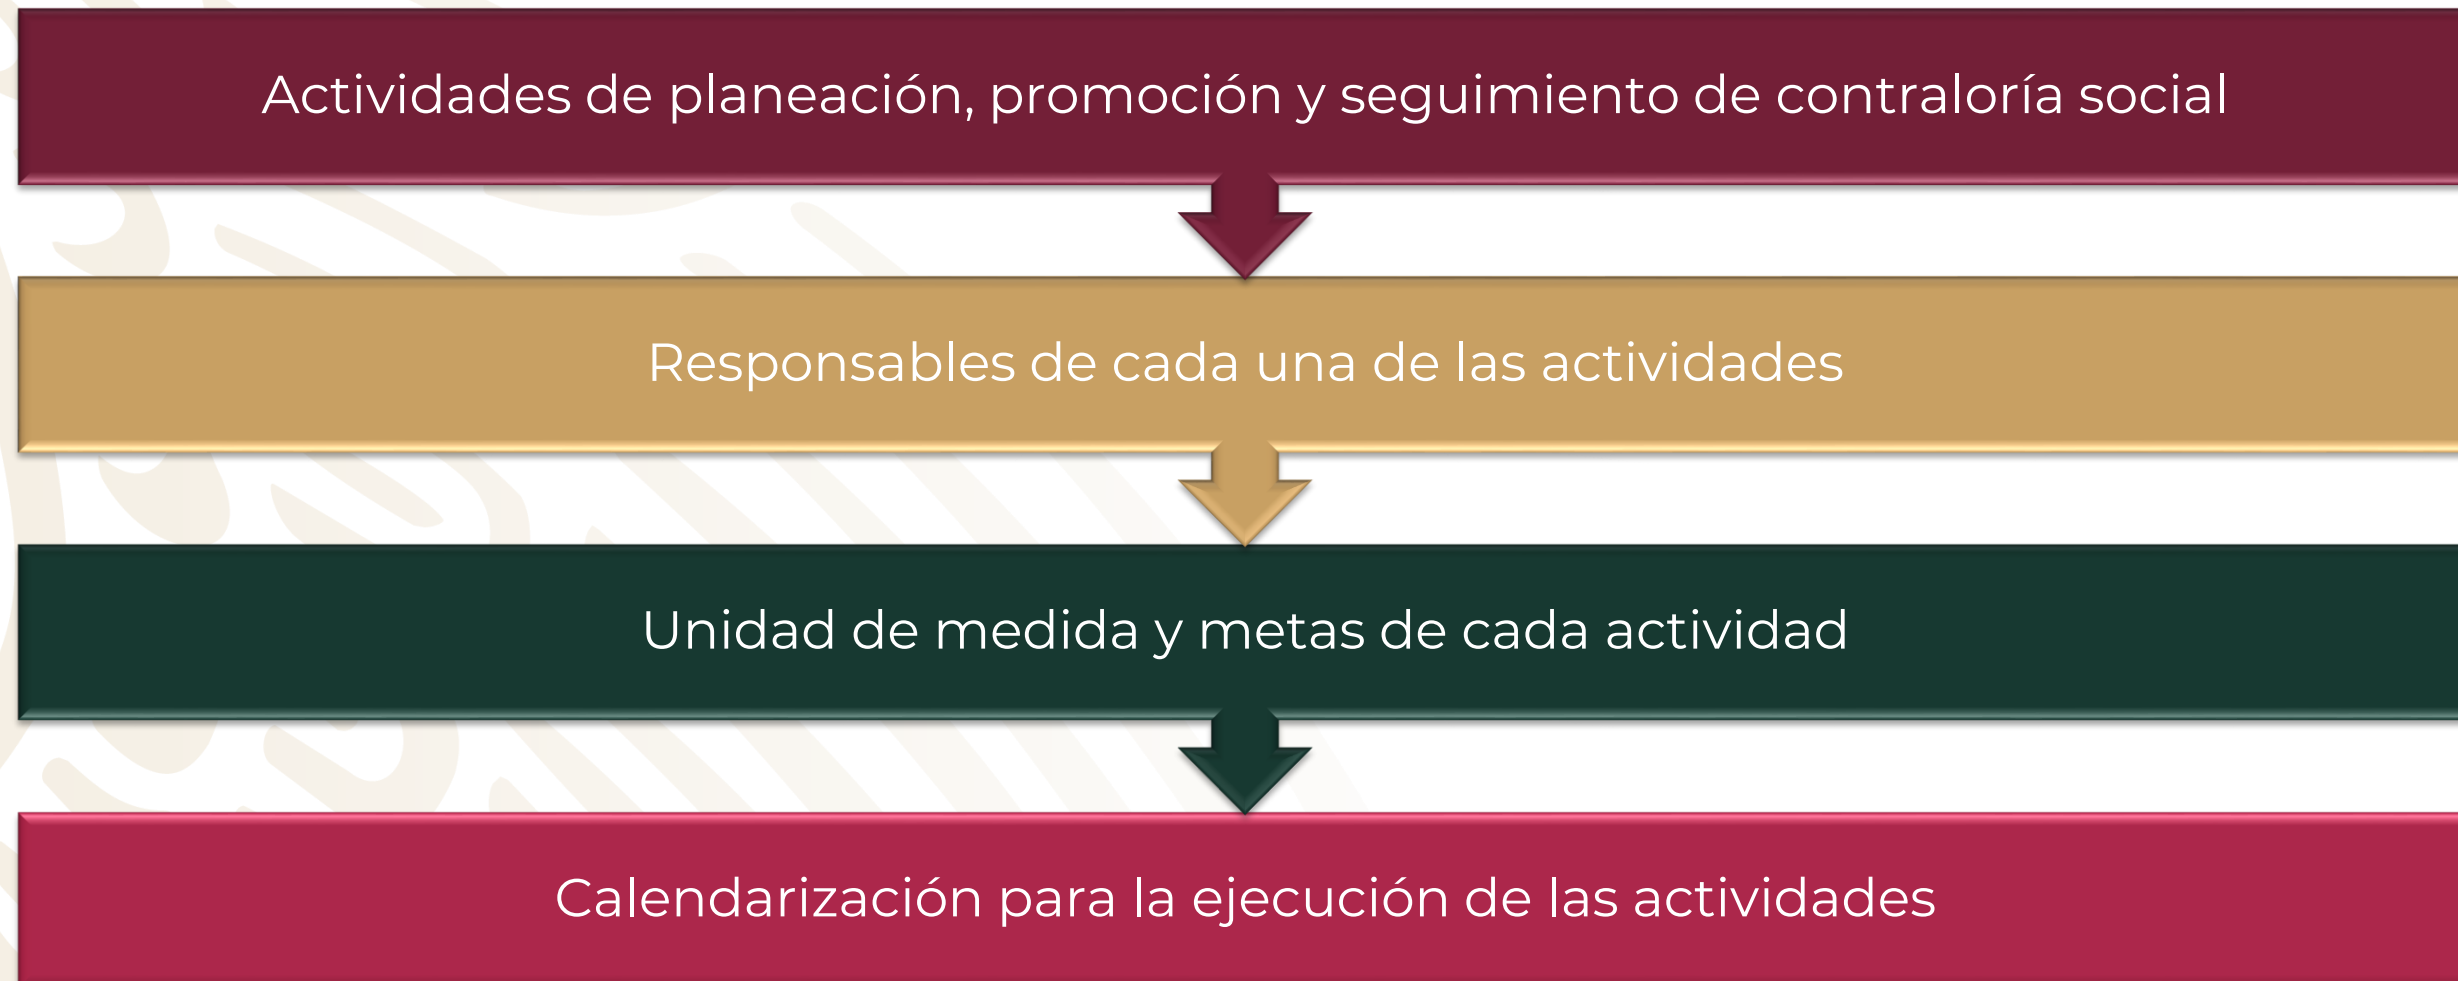 Actividades de planeación, promoción y seguimiento de contraloría social
Responsables de cada una de las actividades
Unidad de medida y metas de cada actividad
Calendarización para la ejecución de las actividades